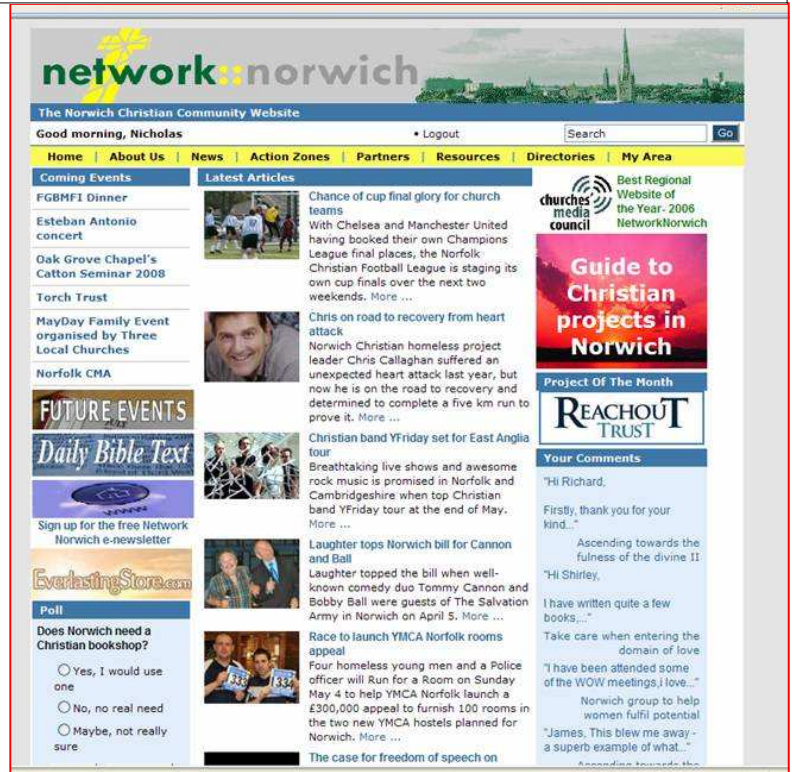 network::norwich
The Norwich Christian Community Website
Good morning, Nicholas
• Logout
Search
Go
Home | About Us | News | Action Zones | Partners | Resources | Directories | My Area
Coming Events
FGBMFI Dinner
Esteban Antonio
concert
Oak Grove Chapel's
Catton Seminar 2008
Torch Trust
MayDay Family Event
organised by Three
Local Churches
Norfolk CMA
FUTURE EVENTS
Daily Bible Text
www
Sign up for the free Network
Norwich e-newsletter
EverlastingStore.com
Poll
Does Norwich need a
Christian bookshop?
Yes, I would use
one
No, no real need
Maybe, not really
sure
Latest Articles
Chance of cup final glory for church
teams
With Chelsea and Manchester United
having booked their own Champions
League final places, the Norfolk
Christian Football League is staging its
own cup finals over the next two
weekends. More ...
Chris on road to recovery from heart
attack
Norwich Christian homeless project
leader Chris Callaghan suffered an
unexpected heart attack last year, but
now he is on the road to recovery and
determined to complete a five km run to
prove it. More ...
Christian band YFriday set for East Anglia
tour
Breathtaking live shows and awesome
rock music is promised in Norfolk and
Cambridgeshire when top Christian
band YFriday tour at the end of May.
More ...
Laughter tops Norwich bill for Cannon
and Ball
Laughter topped the bill when well-
known comedy duo Tommy Cannon and
Bobby Ball were guests of The Salvation
Army in Norwich on April 5. More ...
333
334
Race to launch YMCA Norfolk rooms
appeal
Four homeless young men and a Police
officer will Run for a Room on Sunday
May 4 to help YMCA Norfolk launch a
£300,000 appeal to furnish 100 rooms in
the two new YMCA hostels planned for
Norwich. More ...
The case for freedom of speech on
churches'
media
council
Best Regional
Website of
the Year- 2006
NetworkNorwich
Guide to
Christian
projects in
Norwich
Project Of The Month
REACHOUT
TRUST
Your Comments
"Hi Richard,
Firstly, thank you for your
kind..."
Ascending towards the
fulness of the divine II
"Hi Shirley,
I have written quite a few
books,..."
Take care when entering the
domain of love
"I have been attended some
of the WOW meetings,i love..."
Norwich group to help
women fulfil potential
"James, This blew me away -
a superb example of what..."
Ascending towards the